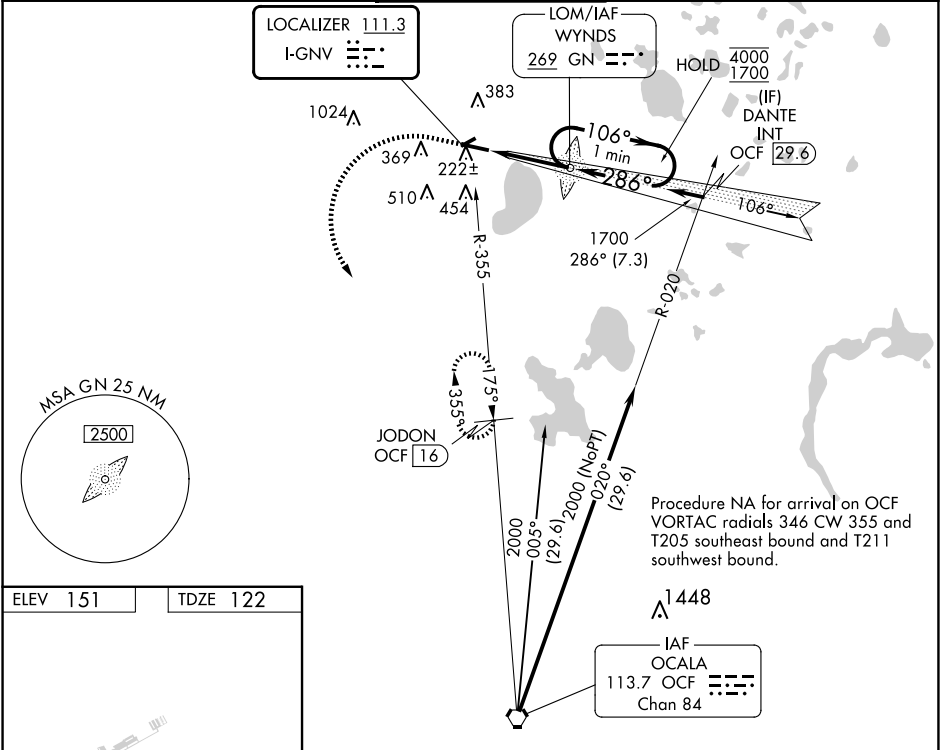 LOCALIZER 111.3
I-GNV
LOM/IAF
WYNDS
269 GN
HOLD 4000
1700
(IF)
DANTE
INT
OCF 29.6
1024
383
369
222±
510
454
106°
1 min
286°
106°
1700
286° (7.3)
R-355
R-020
MSA GN 25 NM
2500
175°
355°
JODON
OCF 16
2000
005°
(29.6)
2000 (NoPT)
020°
(29.6)
Procedure NA for arrival on OCF
VORTAC radials 346 CW 355 and
T205 southeast bound and T211
southwest bound.
1448
IAF
OCALA
113.7 OCF
Chan 84
ELEV 151
TDZE 122